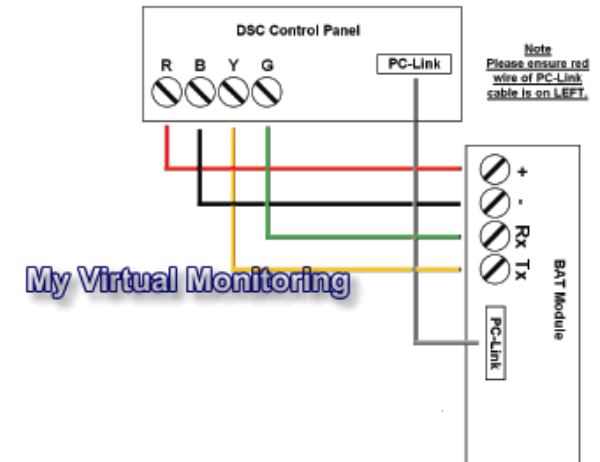 DSC Control Panel
R B Y G
PC-Link
Note
Please ensure red
wire of PC-Link
cable is on LEFT.
+
-
Rx
Tx
BAT Module
PC-Link
My Virtual Monitoring